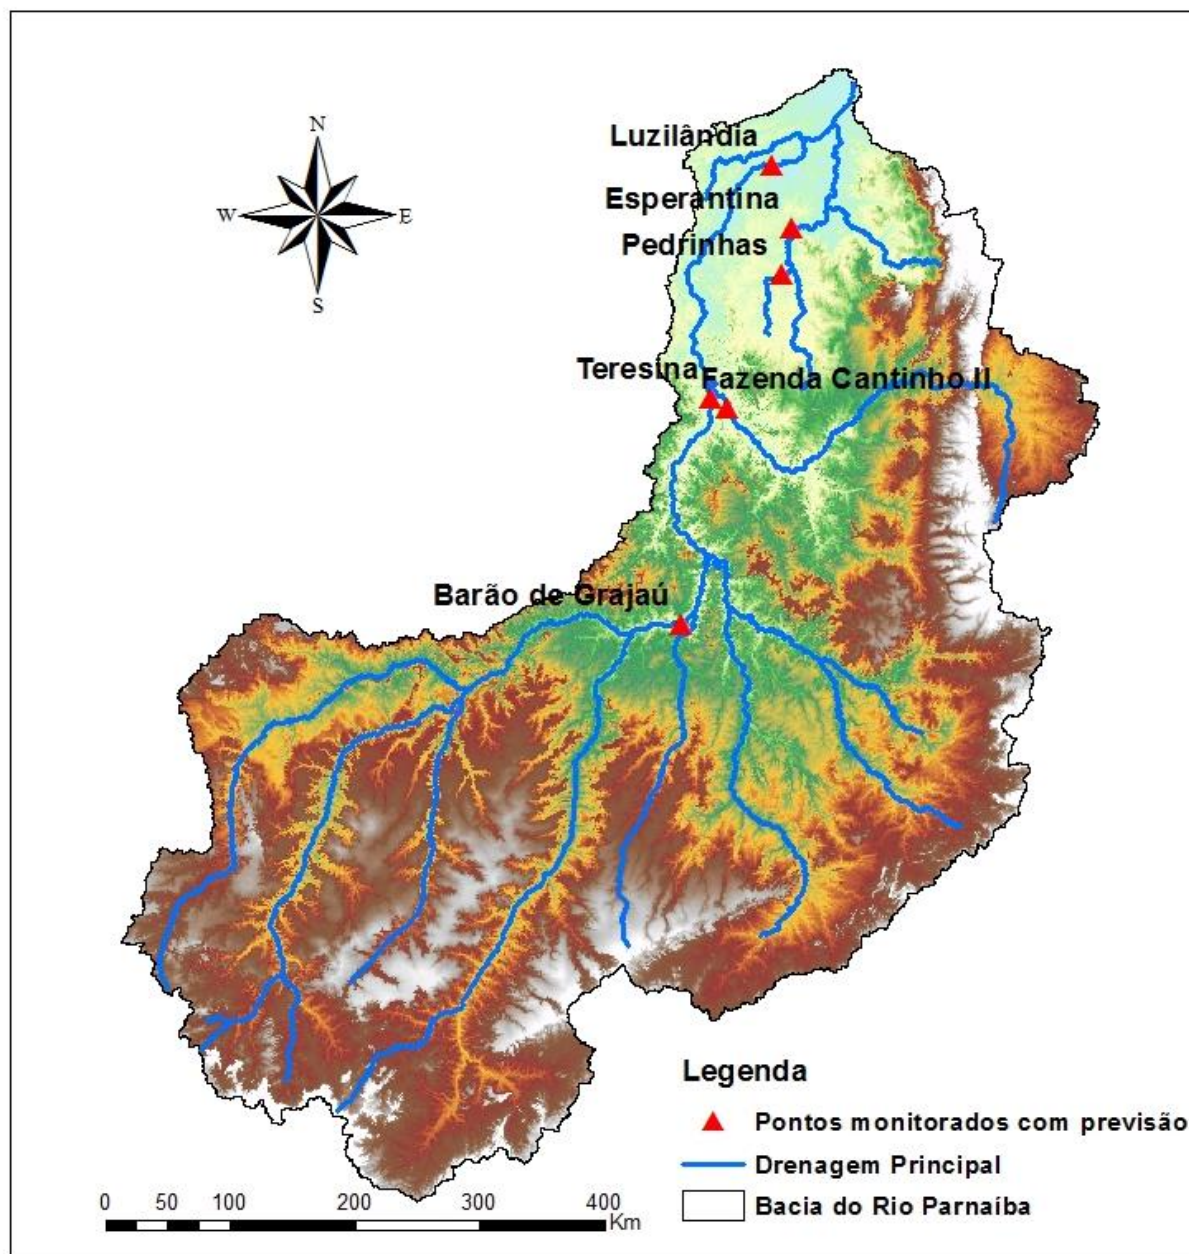 N
W
E
S
Luzilândia
Esperantina
Pedrinhas
Teresina
Fazenda Cantinho II
Barão de Grajaú
Legenda
Pontos monitorados com previsão
Drenagem Principal
Bacia do Rio Parnaíba
0 50 100 200 300 400
Km